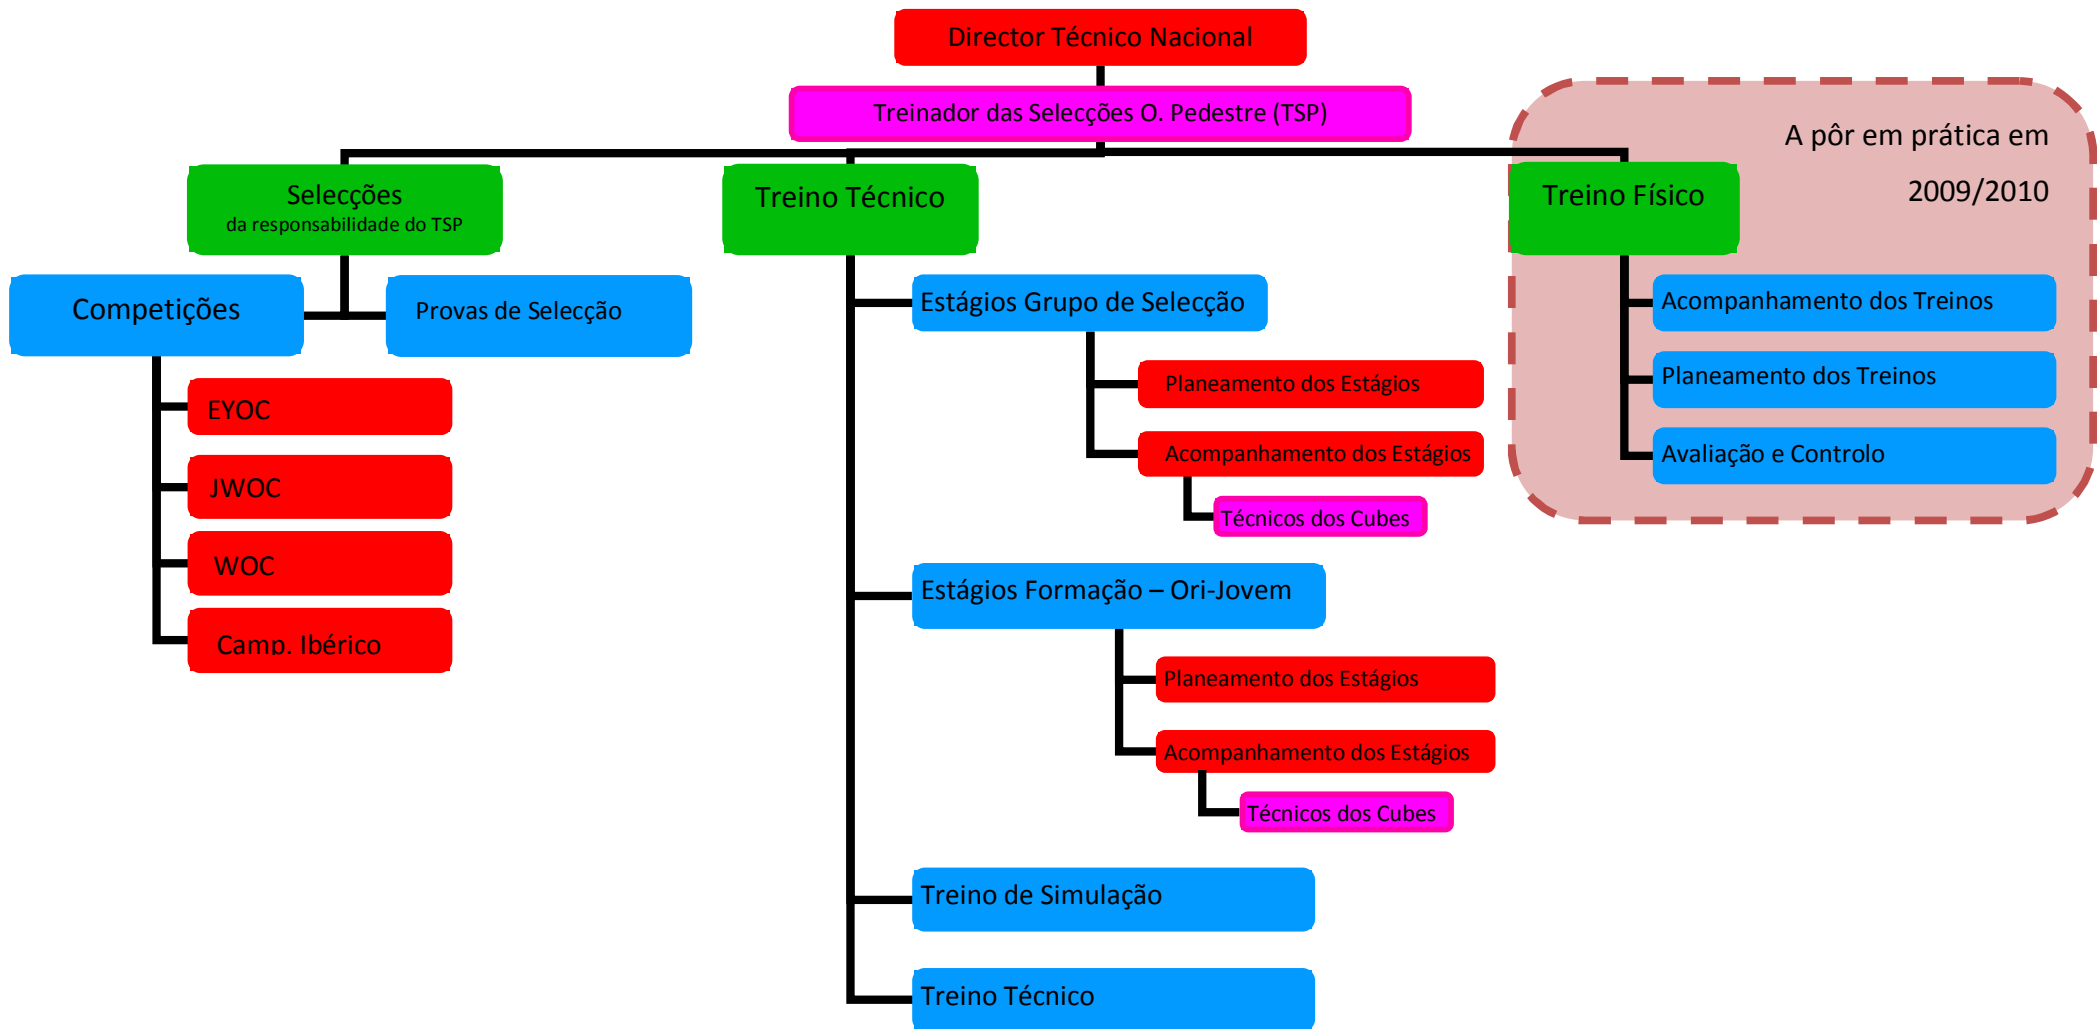 Director Técnico Nacional
Treinador das Selecções O. Pedestre (TSP)
A pôr em prática em
2009/2010
Selecções
da responsabilidade do TSP
Treino Técnico
Treino Físico
Competições
Provas de Selecção
EYOC
JWOC
WOC
Camp. Ibérico
Estágios Grupo de Selecção
Planeamento dos Estágios
Acompanhamento dos Estágios
Técnicos dos Cubes
Estágios Formação – Ori-Jovem
Planeamento dos Estágios
Acompanhamento dos Estágios
Técnicos dos Cubes
Treino de Simulação
Treino Técnico
Acompanhamento dos Treinos
Planeamento dos Treinos
Avaliação e Controlo